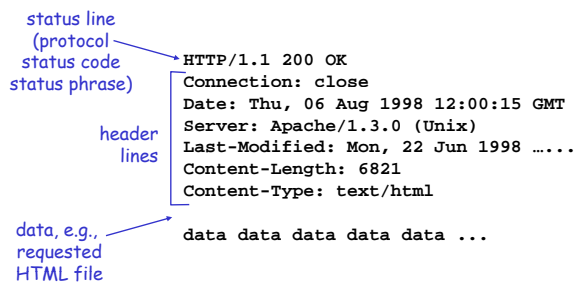 status line
(protocol
status code
status phrase)
HTTP/1.1 200 OK
Connection: close
Date: Thu, 06 Aug 1998 12:00:15 GMT
Server: Apache/1.3.0 (Unix)
Last-Modified: Mon, 22 Jun 1998 …...
Content-Length: 6821
Content-Type: text/html
header
lines
data, e.g.,
requested
HTML file
data data data data data ...